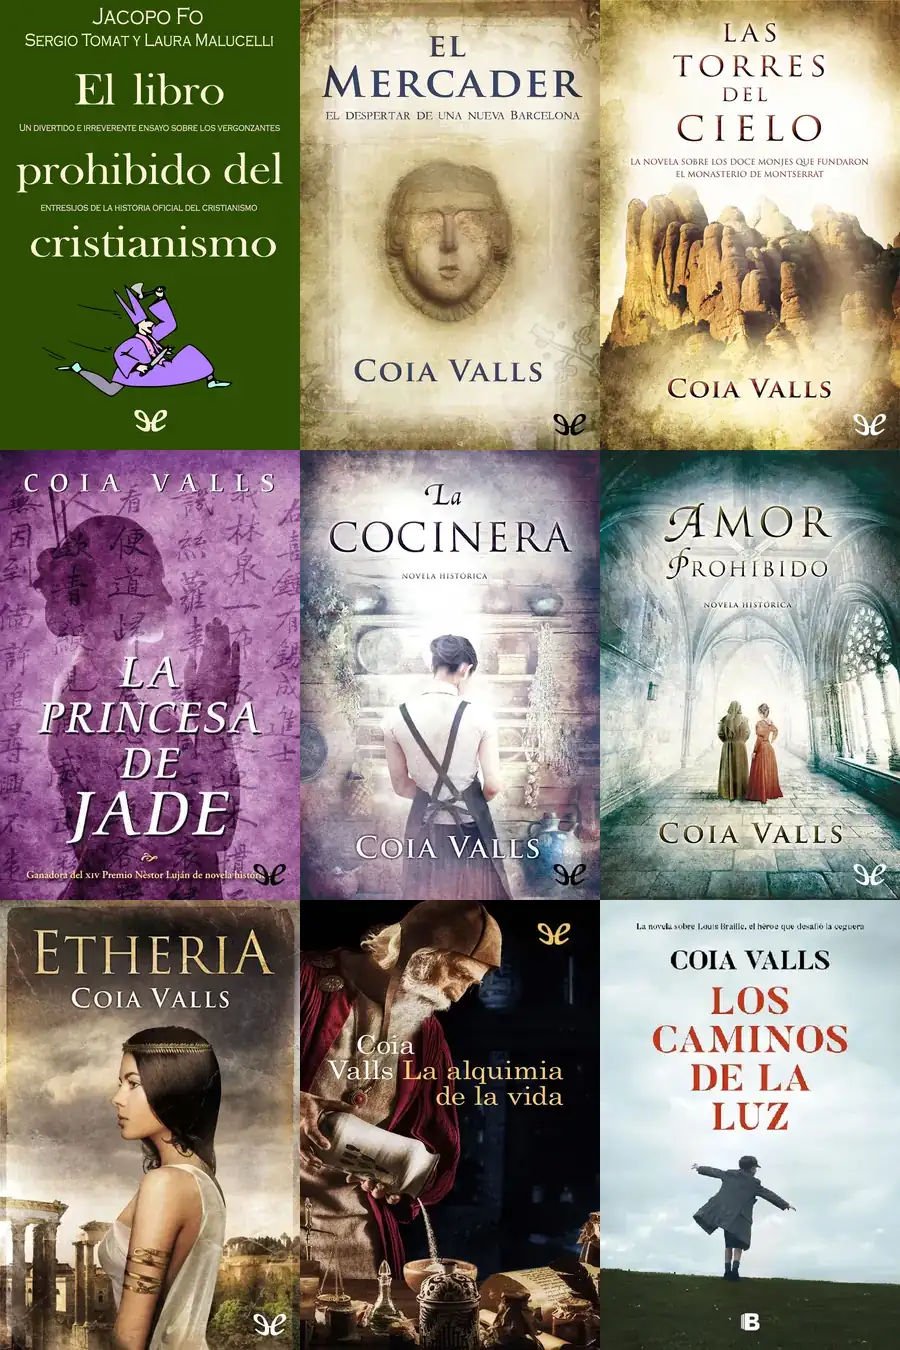 JACOPO FO
SERGIO TOMAT Y LAURA MALUCELLI
El libro
UN DIVERTIDO E IRREVERENTE ENSAYO SOBRE LOS VERGONZANTES
prohibido del
ENTRESIJOS DE LA HISTORIA OFICIAL DEL CRISTIANISMO
cristianismo
EL
MERCADER
EL DESPERTAR DE UNA NUEVA BARCELONA
COIA VALLS
LAS
TORRES
DEL
CIELO
LA NOVELA SOBRE LOS DOCE MONJES QUE FUNDARON
EL MONASTERIO DE MONTSERRAT
COIA VALLS
COIA VALLS
LA
PRINCESA
DE
JADE
Ganadora del XIV Premio Nèstor Luján de novela histórica
La
COCINERA
NOVELA HISTÓRICA
COIA VALLS
AMOR
PROHIBIDO
NOVELA HISTÓRICA
COIA VALLS
ETHERIA
COIA VALLS
Coia
Valls La alquimia
de la vida
La novela sobre Louis Braille, el héroe que desafió la ceguera
COIA VALLS
LOS
CAMINOS
DE LA
LUZ
B